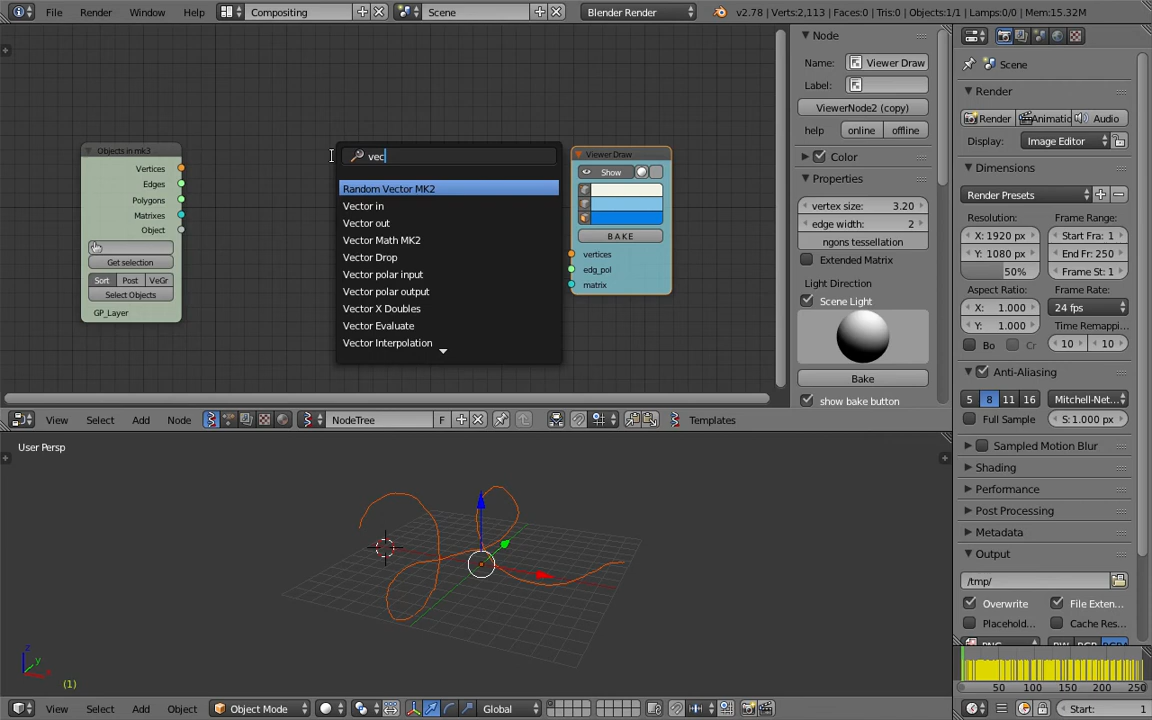 File
Render
Window
Help
Compositing
Scene
Blender Render
v2.78 | Verts:2,113 | Faces:0 | Tris:0 | Objects:1/1 | Lamps:0/0 | Mem:15.32M
Objects in mk3
Vertices
Edges
Polygons
Matrixes
Object
Get selection
Sort
Post
VeGr
Select Objects
GP_Layer
vec
Random Vector MK2
Vector in
Vector out
Vector Math MK2
Vector Drop
Vector polar input
Vector polar output
Vector X Doubles
Vector Evaluate
Vector Interpolation
Viewer Draw
Show
B A K E
vertices
edg_pol
matrix
Node
Name:
Viewer Draw
Label:
ViewerNode2 (copy)
help
online
offline
Color
Properties
vertex size:
3.20
edge width:
2
ngons tessellation
Extended Matrix
Light Direction
Scene Light
Bake
show bake button
Scene
Render
Render
Animatic
Audio
Display:
Image Editor
Dimensions
Render Presets
Resolution:
Frame Range:
X: 1920 px
Start Fra: 1
Y: 1080 px
End Fr: 250
50%
Frame St: 1
Aspect Ratio:
Frame Rate:
X: 1.000
24 fps
Y: 1.000
Time Remappi...
Bo
Cr
10
10
Anti-Aliasing
5
8
11
16
Mitchell-Net...
Full Sample
S: 1.000 px
Sampled Motion Blur
Shading
Performance
Post Processing
Metadata
Output
/tmp/
Overwrite
File Exten...
Placehold...
Cache Res...
PNG
BW
RGB
RGBA
View
Select
Add
Node
NodeTree
F
Templates
User Persp
z
y
x
(1)
View
Select
Add
Object
Object Mode
Global
0
50
100
150
200
250
Start:
1